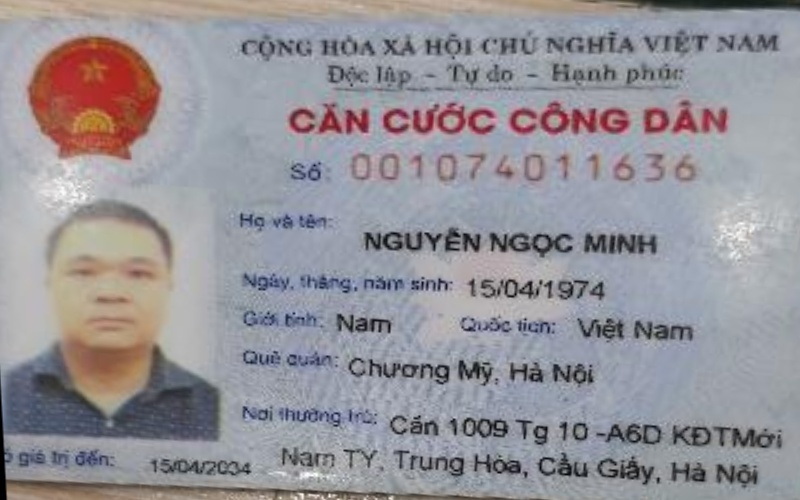 CỘNG HÒA XÃ HỘI CHỦ NGHĨA VIỆT NAM
Độc lập - Tự do - Hạnh phúc
CĂN CƯỚC CÔNG DÂN
Số: 001074011636
Họ và tên: NGUYỄN NGỌC MINH
Ngày, tháng, năm sinh: 15/04/1974
Giới tính: Nam Quốc tịch: Việt Nam
Quê quán: Chương Mỹ, Hà Nội
Nơi thường trú: Căn 1009 Tg 10 -A6D KĐTMới
Nam TY, Trung Hòa, Cầu Giấy, Hà Nội
ó giá trị đến: 15/04/2034